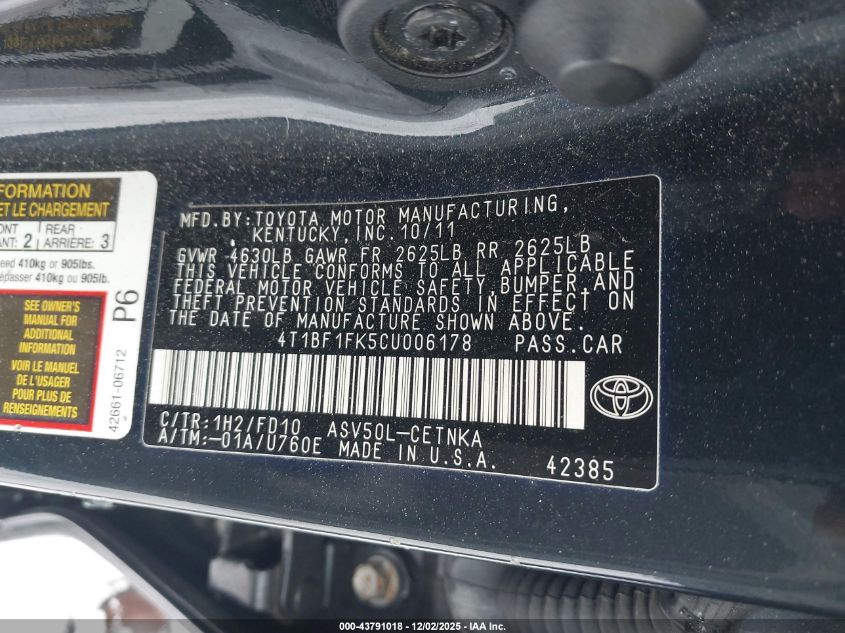 FORMATION
ET LE CHARGEMENT
ONT REAR
ANT: 2 ARRIÈRE: 3
eed 410kg or 905lbs.
épasser 410kg ou 905lb.
SEE OWNER'S
MANUAL FOR
ADDITIONAL
INFORMATION
VOIR LE MANUEL
DE L'USAGER
POUR PLUS DE
RENSEIGNEMENTS
P6
42661-06712
MFD.BY:TOYOTA MOTOR MANUFACTURING,
KENTUCKY, INC. 10/11
GVWR 4630LB GAWR FR 2625LB RR 2625LB
THIS VEHICLE CONFORMS TO ALL APPLICABLE
FEDERAL MOTOR VEHICLE SAFETY,BUMPER,AND
THEFT PREVENTION STANDARDS IN EFFECT ON
THE DATE OF MANUFACTURE SHOWN ABOVE.
4T1BF1FK5CU006178 PASS.CAR
C/TR:1H2/FD10 ASV50L-CETNKA
A/TM:-01A/U760E MADE IN U.S.A.
42385
000-43791018 - 12/02/2025 - IAA Inc.